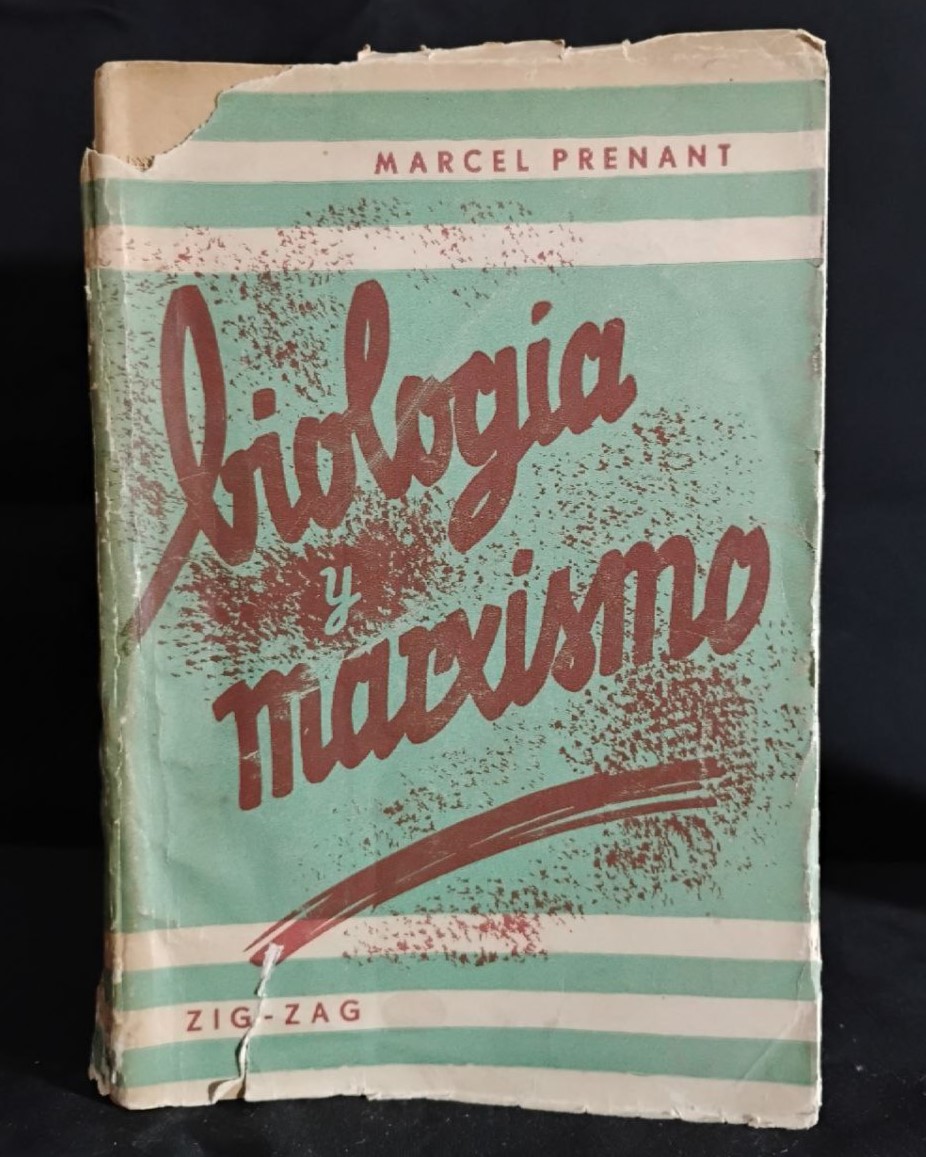 MARCEL PRENANT
biologia
y
marxismo
ZIG-ZAG